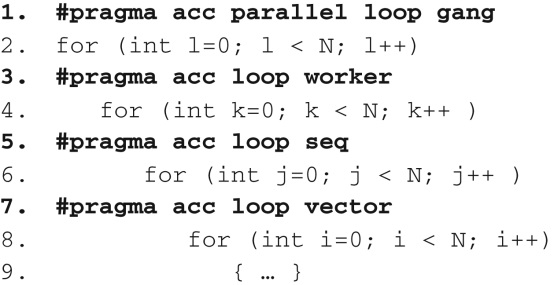 1. #pragma acc parallel loop gang
2. for (int l=0; l < N; l++)
3. #pragma acc loop worker
4. for (int k=0; k < N; k++ )
5. #pragma acc loop seq
6. for (int j=0; j < N; j++ )
7. #pragma acc loop vector
8. for (int i=0; i < N; i++)
9. { … }